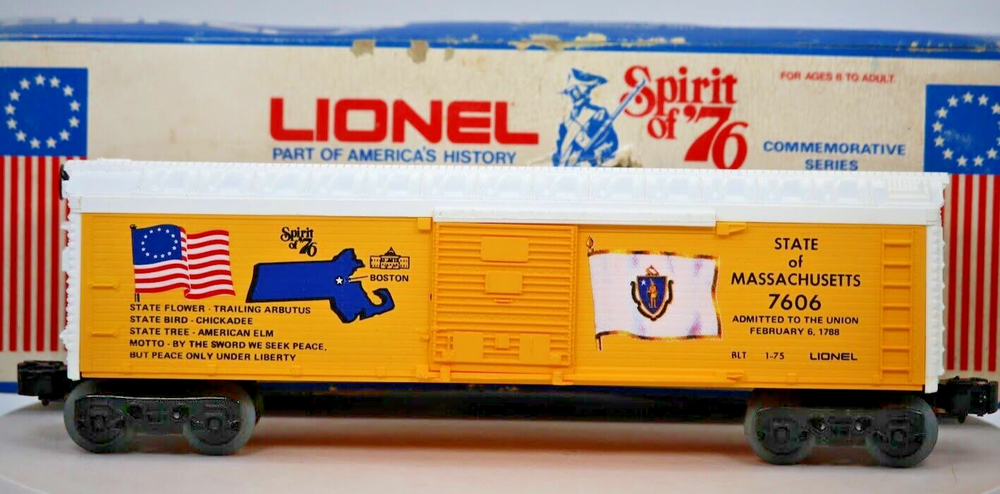 LIONEL
PART OF AMERICA'S HISTORY
Spirit
of '76
FOR AGES 8 TO ADULT
COMMEMORATIVE
SERIES
Spirit
of '76
BOSTON
STATE FLOWER - TRAILING ARBUTUS
STATE BIRD - CHICKADEE
STATE TREE - AMERICAN ELM
MOTTO - BY THE SWORD WE SEEK PEACE,
BUT PEACE ONLY UNDER LIBERTY
STATE
of
MASSACHUSETTS
7606
ADMITTED TO THE UNION
FEBRUARY 6, 1788
BLT 1-75 LIONEL